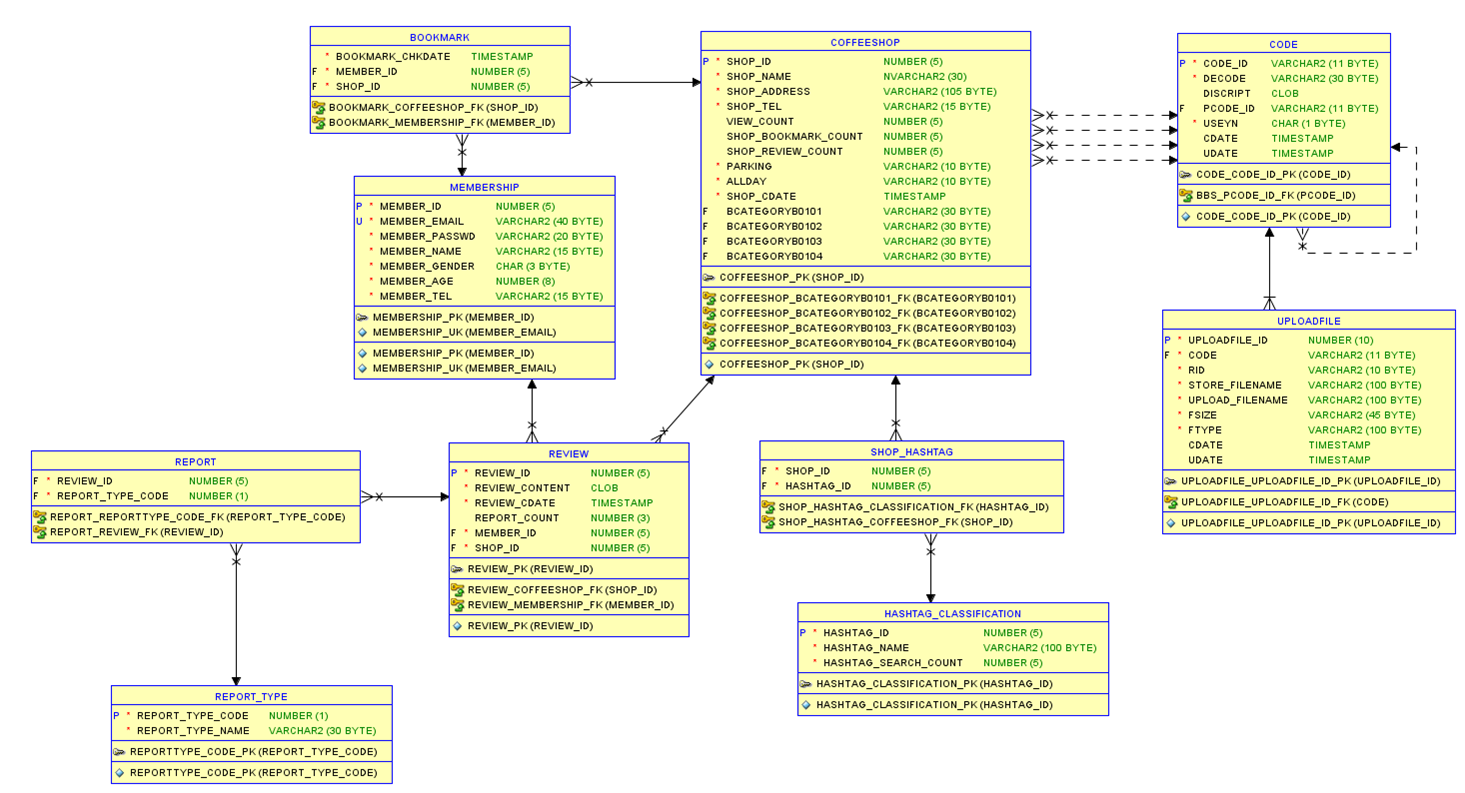 BOOKMARK
* BOOKMARK_CHKDATE TIMESTAMP
F * MEMBER_ID NUMBER (5)
F * SHOP_ID NUMBER (5)
BOOKMARK_COFFEESHOP_FK (SHOP_ID)
BOOKMARK_MEMBERSHIP_FK (MEMBER_ID)
COFFEESHOP
P * SHOP_ID NUMBER (5)
* SHOP_NAME NVARCHAR2 (30)
* SHOP_ADDRESS VARCHAR2 (105 BYTE)
* SHOP_TEL VARCHAR2 (15 BYTE)
VIEW_COUNT NUMBER (5)
SHOP_BOOKMARK_COUNT NUMBER (5)
SHOP_REVIEW_COUNT NUMBER (5)
* PARKING VARCHAR2 (10 BYTE)
* ALLDAY VARCHAR2 (10 BYTE)
* SHOP_CDATE TIMESTAMP
F BCATEGORYB0101 VARCHAR2 (30 BYTE)
F BCATEGORYB0102 VARCHAR2 (30 BYTE)
F BCATEGORYB0103 VARCHAR2 (30 BYTE)
F BCATEGORYB0104 VARCHAR2 (30 BYTE)
COFFEESHOP_PK (SHOP_ID)
COFFEESHOP_BCATEGORYB0101_FK (BCATEGORYB0101)
COFFEESHOP_BCATEGORYB0102_FK (BCATEGORYB0102)
COFFEESHOP_BCATEGORYB0103_FK (BCATEGORYB0103)
COFFEESHOP_BCATEGORYB0104_FK (BCATEGORYB0104)
COFFEESHOP_PK (SHOP_ID)
CODE
P * CODE_ID VARCHAR2 (11 BYTE)
* DECODE VARCHAR2 (30 BYTE)
DISCRIPT CLOB
F PCODE_ID VARCHAR2 (11 BYTE)
* USEYN CHAR (1 BYTE)
CDATE TIMESTAMP
UDATE TIMESTAMP
CODE_CODE_ID_PK (CODE_ID)
BBS_PCODE_ID_FK (PCODE_ID)
CODE_CODE_ID_PK (CODE_ID)
MEMBERSHIP
P * MEMBER_ID NUMBER (5)
U * MEMBER_EMAIL VARCHAR2 (40 BYTE)
* MEMBER_PASSWD VARCHAR2 (20 BYTE)
* MEMBER_NAME VARCHAR2 (15 BYTE)
* MEMBER_GENDER CHAR (3 BYTE)
* MEMBER_AGE NUMBER (8)
* MEMBER_TEL VARCHAR2 (15 BYTE)
MEMBERSHIP_PK (MEMBER_ID)
MEMBERSHIP_UK (MEMBER_EMAIL)
MEMBERSHIP_PK (MEMBER_ID)
MEMBERSHIP_UK (MEMBER_EMAIL)
UPLOADFILE
P * UPLOADFILE_ID NUMBER (10)
F * CODE VARCHAR2 (11 BYTE)
* RID VARCHAR2 (10 BYTE)
* STORE_FILENAME VARCHAR2 (100 BYTE)
* UPLOAD_FILENAME VARCHAR2 (100 BYTE)
* FSIZE VARCHAR2 (45 BYTE)
* FTYPE VARCHAR2 (100 BYTE)
CDATE TIMESTAMP
UDATE TIMESTAMP
UPLOADFILE_UPLOADFILE_ID_PK (UPLOADFILE_ID)
UPLOADFILE_UPLOADFILE_ID_FK (CODE)
UPLOADFILE_UPLOADFILE_ID_PK (UPLOADFILE_ID)
REPORT
F * REVIEW_ID NUMBER (5)
F * REPORT_TYPE_CODE NUMBER (1)
REPORT_REPORTTYPE_CODE_FK (REPORT_TYPE_CODE)
REPORT_REVIEW_FK (REVIEW_ID)
REVIEW
P * REVIEW_ID NUMBER (5)
* REVIEW_CONTENT CLOB
* REVIEW_CDATE TIMESTAMP
REPORT_COUNT NUMBER (3)
F * MEMBER_ID NUMBER (5)
F * SHOP_ID NUMBER (5)
REVIEW_PK (REVIEW_ID)
REVIEW_COFFEESHOP_FK (SHOP_ID)
REVIEW_MEMBERSHIP_FK (MEMBER_ID)
REVIEW_PK (REVIEW_ID)
SHOP_HASHTAG
F * SHOP_ID NUMBER (5)
F * HASHTAG_ID NUMBER (5)
SHOP_HASHTAG_CLASSIFICATION_FK (HASHTAG_ID)
SHOP_HASHTAG_COFFEESHOP_FK (SHOP_ID)
HASHTAG_CLASSIFICATION
P * HASHTAG_ID NUMBER (5)
* HASHTAG_NAME VARCHAR2 (100 BYTE)
* HASHTAG_SEARCH_COUNT NUMBER (5)
HASHTAG_CLASSIFICATION_PK (HASHTAG_ID)
HASHTAG_CLASSIFICATION_PK (HASHTAG_ID)
REPORT_TYPE
P * REPORT_TYPE_CODE NUMBER (1)
* REPORT_TYPE_NAME VARCHAR2 (30 BYTE)
REPORTTYPE_CODE_PK (REPORT_TYPE_CODE)
REPORTTYPE_CODE_PK (REPORT_TYPE_CODE)